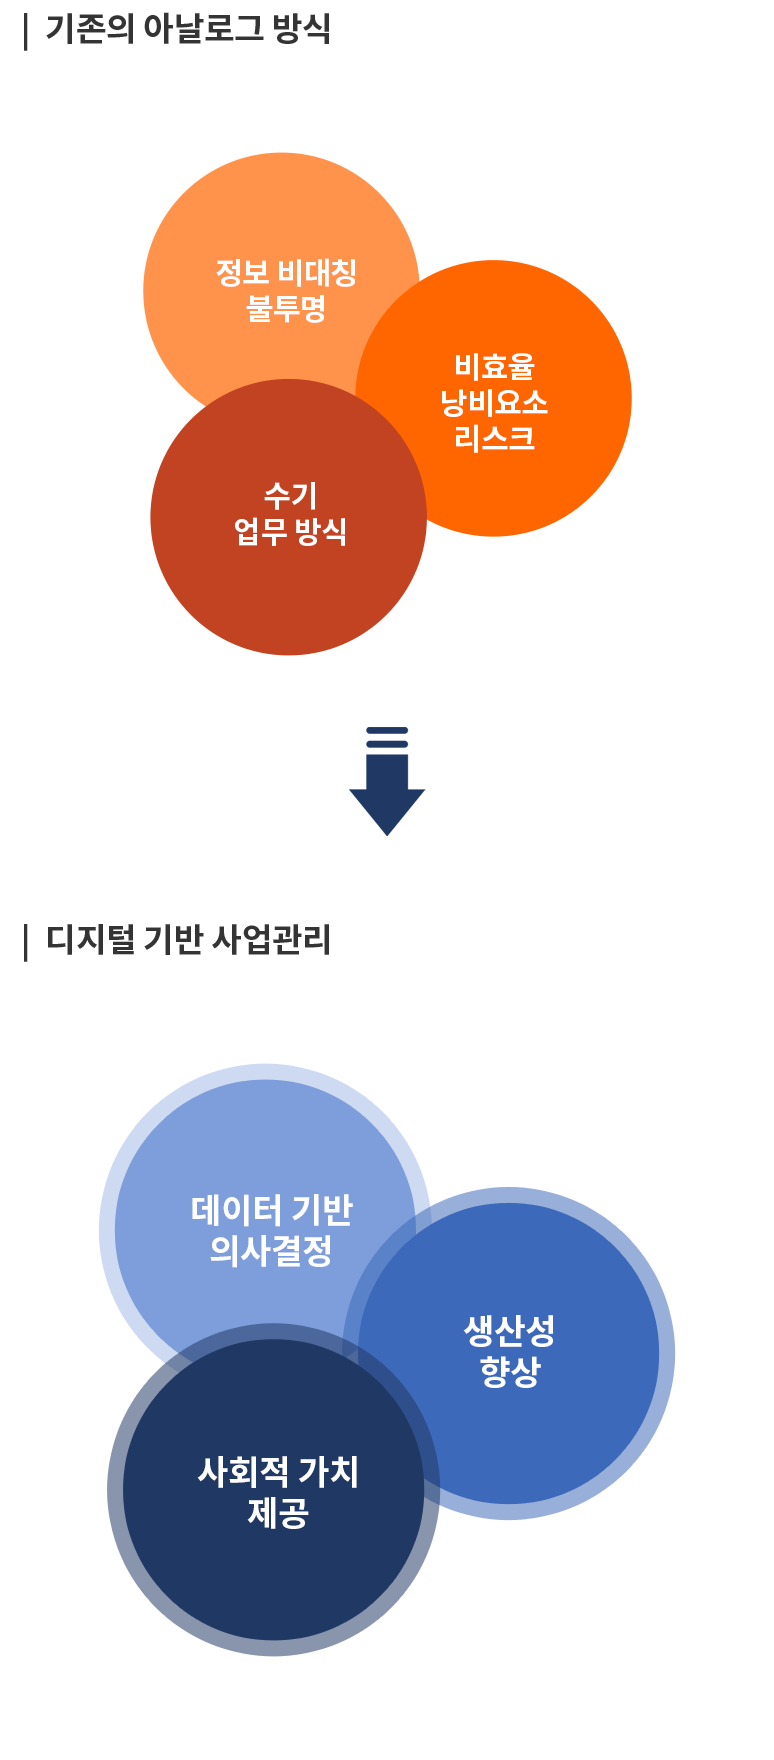 기존의 아날로그 방식
정보 비대칭
불투명
비효율
낭비요소
리스크
수기
업무 방식
디지털 기반 사업관리
데이터 기반
의사결정
생산성
향상
사회적 가치
제공